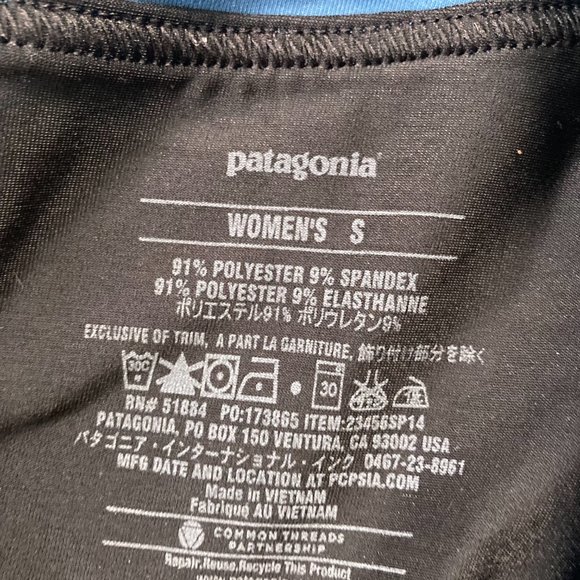 patagonia®
WOMEN'S S
91% POLYESTER 9% SPANDEX
91% POLYESTER 9% ELASTHANNE
ポリエステル91% ポリウレタン9%
EXCLUSIVE OF TRIM, A PART LA GARNITURE, 飾り付け部分を除く
30C 30
RN# 51884 PO:173865 ITEM:23456SP14
PATAGONIA, PO BOX 150 VENTURA, CA 93002 USA
パタゴニア・インターナショナル・インク 0467-23-8961
MFG DATE AND LOCATION AT PCPSIA.COM
Made in VIETNAM
Fabriqué AU VIETNAM
COMMON THREADS
PARTNERSHIP
Repair.Reuse.Recycle This Product